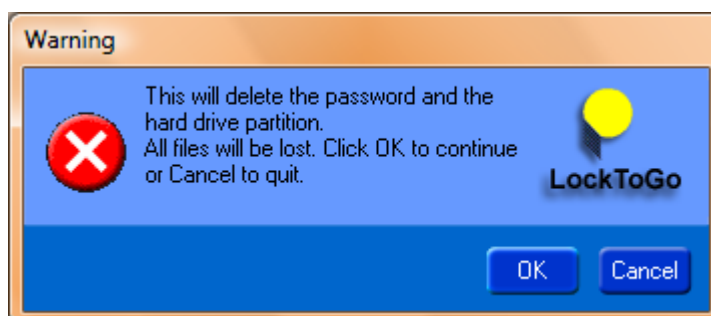 Warning
This will delete the password and the
hard drive partition.
All files will be lost. Click OK to continue
or Cancel to quit.
LockToGo
OK
Cancel